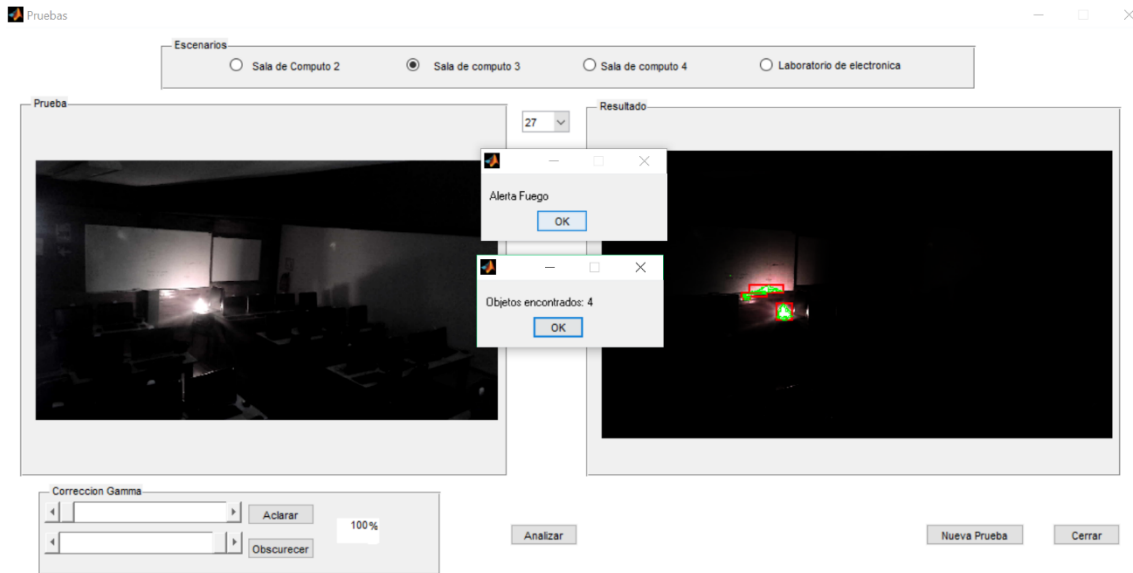 Pruebas
Escenarios
Sala de Computo 2
Sala de computo 3
Sala de computo 4
Laboratorio de electronica
Prueba
27
Resultado
Alerta Fuego
OK
Objetos encontrados: 4
OK
Correccion Gamma
Aclarar
100%
Obscurecer
Analizar
Nueva Prueba
Cerrar